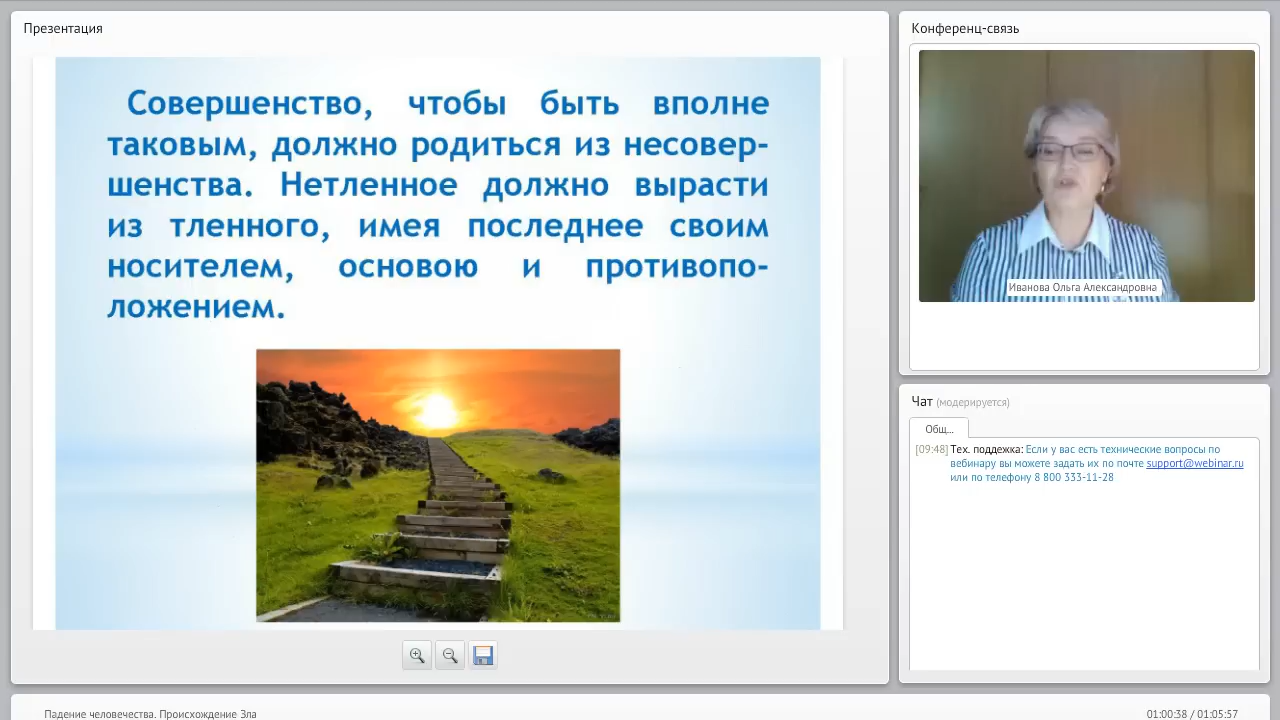 Презентация
Совершенство, чтобы быть вполне
таковым, должно родиться из несовер-
шенства. Нетленное должно вырасти
из тленного, имея последнее своим
носителем, основою и противопо-
ложением.
Конференц-связь
Иванова Ольга Александровна
Чат (модерируется)
Общ...
[09:48] Тех. поддежка: Если у вас есть технические вопросы по
вебинару вы можете задать их по почте support@webinar.ru
или по телефону 8 800 333-11-28
Падение человечества. Происхождение Зла
01:00:38 / 01:05:57